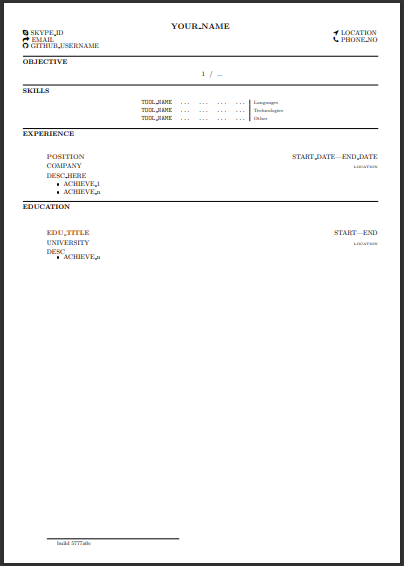 YOUR_NAME
SKYPE_ID
LOCATION
EMAIL
PHONE_NO
GITHUB_USERNAME
OBJECTIVE
1 / ...
SKILLS
TOOL_NAME ... ... ... ... Languages
TOOL_NAME ... ... ... ... Technologies
TOOL_NAME ... ... ... ... Other
EXPERIENCE
POSITION START_DATE—END_DATE
COMPANY LOCATION
DESC_HERE
• ACHIEVE_1
• ACHIEVE_n
EDUCATION
EDU_TITLE START—END
UNIVERSITY LOCATION
DESC
• ACHIEVE_n
build